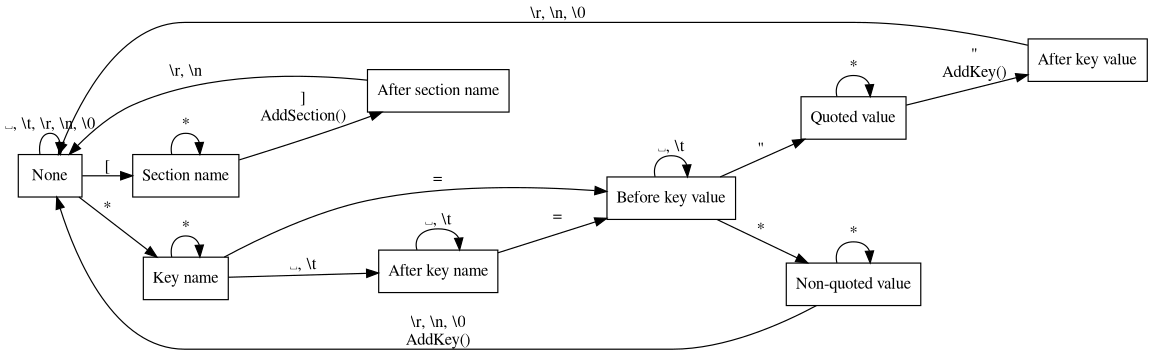 \r, \n, \0
"
AddKey()
After key value
\r, \n
After section name
]
AddSection()
*
Quoted value
␣, \t, \r, \n, \0
*
"
None
[
Section name
␣, \t
=
Before key value
*
*
␣, \t
=
*
*
Key name
␣, \t
After key name
Non-quoted value
\r, \n, \0
AddKey()